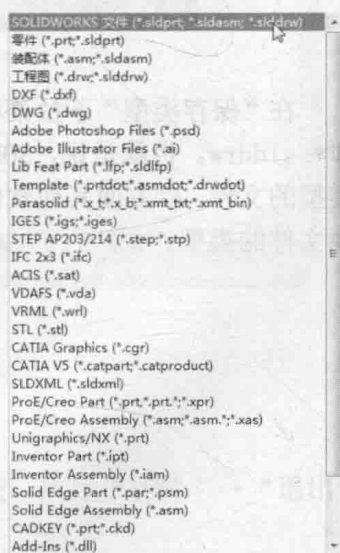 SOLIDWORKS 文件 (*.sldprt; *.sldasm; *.slddrw)
零件 (*.prt;*.sldprt)
装配体 (*.asm;*.sldasm)
工程图 (*.drw;*.slddrw)
DXF (*.dxf)
DWG (*.dwg)
Adobe Photoshop Files (*.psd)
Adobe Illustrator Files (*.ai)
Lib Feat Part (*.lfp;*.sldlfp)
Template (*.prtdot;*.asmdot;*.drwdot)
Parasolid (*.x_t;*.x_b;*.xmt_txt;*.xmt_bin)
IGES (*.igs;*.iges)
STEP AP203/214 (*.step;*.stp)
IFC 2x3 (*.ifc)
ACIS (*.sat)
VDAFS (*.vda)
VRML (*.wrl)
STL (*.stl)
CATIA Graphics (*.cgr)
CATIA V5 (*.catpart;*.catproduct)
SLDXML (*.sldxml)
ProE/Creo Part (*.prt,*.prt.*;*.xpr)
ProE/Creo Assembly (*.asm;*.asm.*;*.xas)
Unigraphics/NX (*.prt)
Inventor Part (*.ipt)
Inventor Assembly (*.iam)
Solid Edge Part (*.par;*.psm)
Solid Edge Assembly (*.asm)
CADKEY (*.prt;*.ckd)
Add-Ins (*.dll)